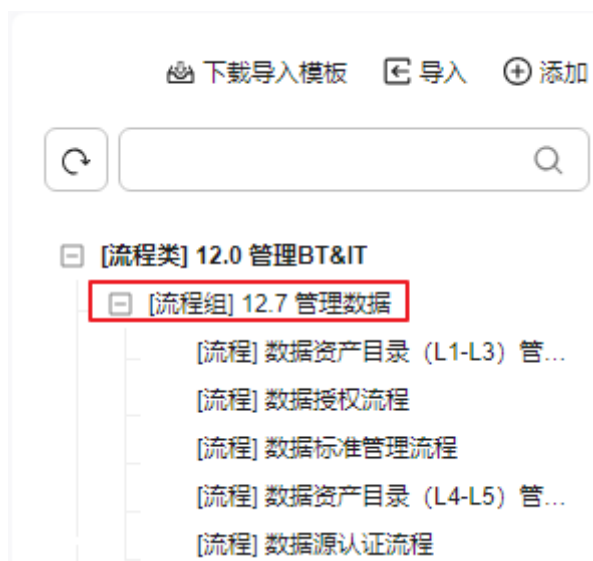 下载导入模板 导入 添加
[流程类] 12.0 管理BT&IT
[流程组] 12.7 管理数据
[流程] 数据资产目录（L1-L3）管...
[流程] 数据授权流程
[流程] 数据标准管理流程
[流程] 数据资产目录（L4-L5）管...
[流程] 数据源认证流程